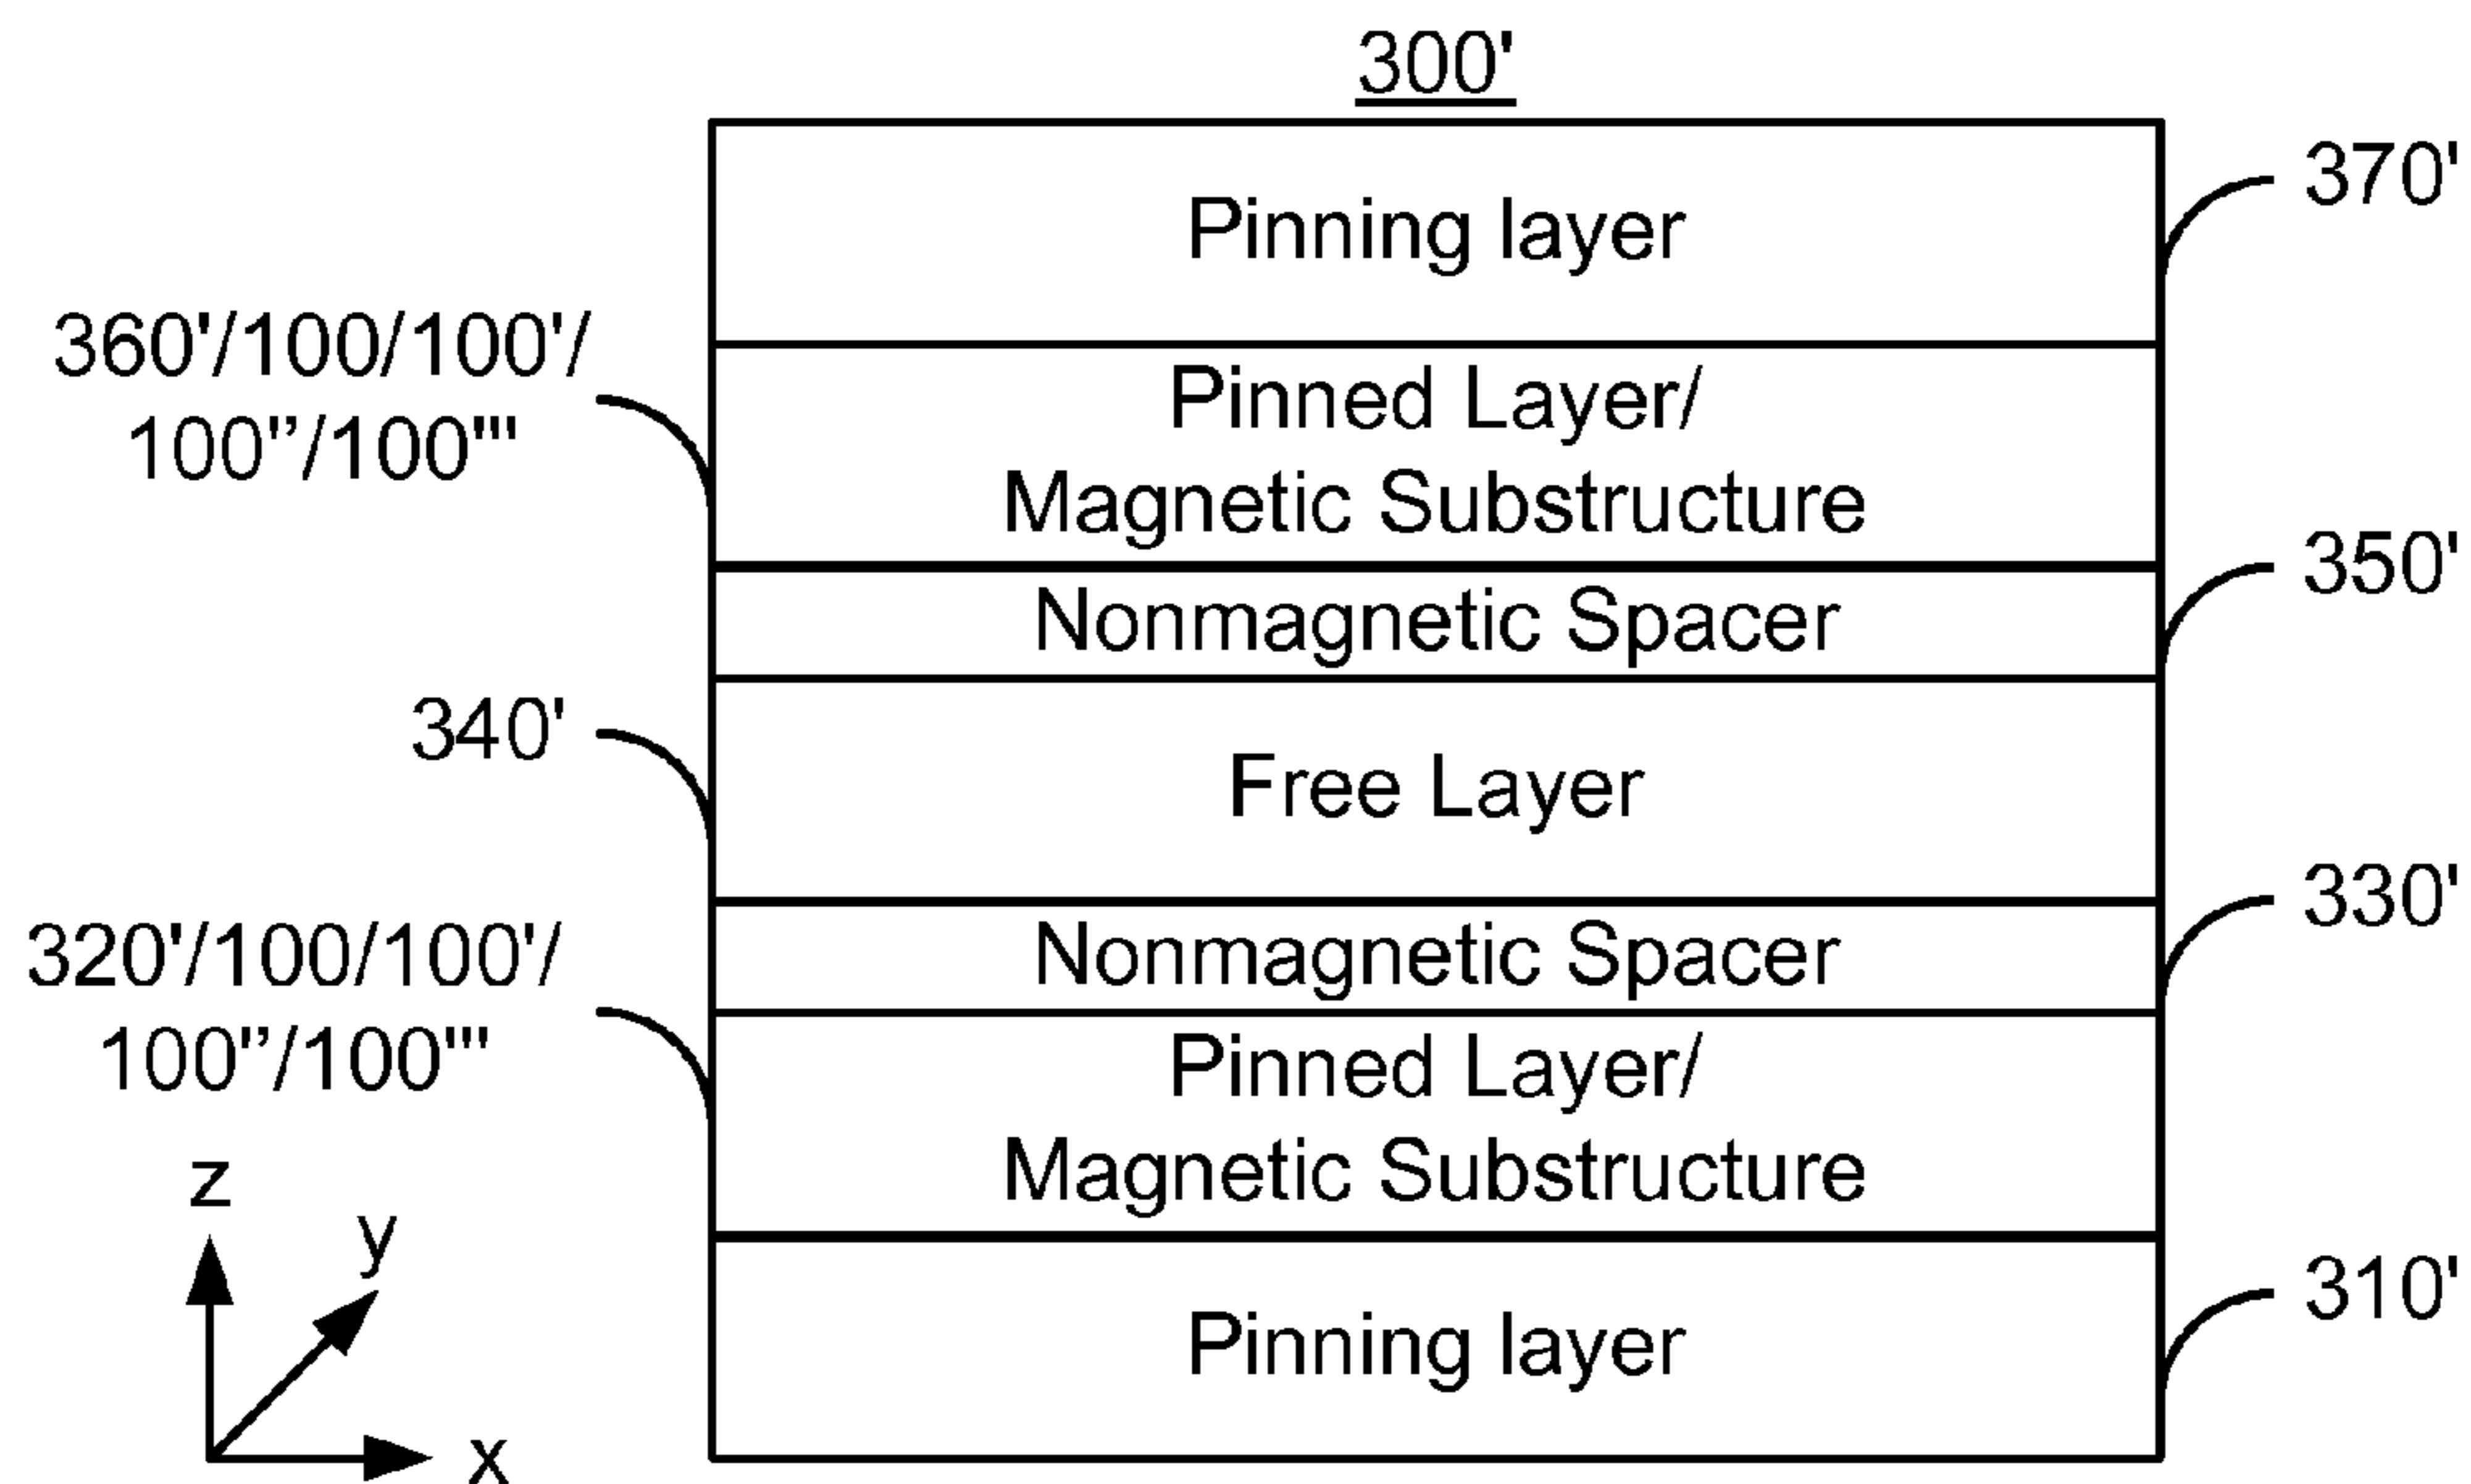 300'
Pinning layer
370'
360'/100/100'/
100"’/100"'
Pinned Layer/
Magnetic Substructure
350'
Nonmagnetic Spacer
340'
Free Layer
330'
Nonmagnetic Spacer
320'/100/100'/
100"’/100"'
Pinned Layer/
Magnetic Substructure
310'
Pinning layer
z
y
x